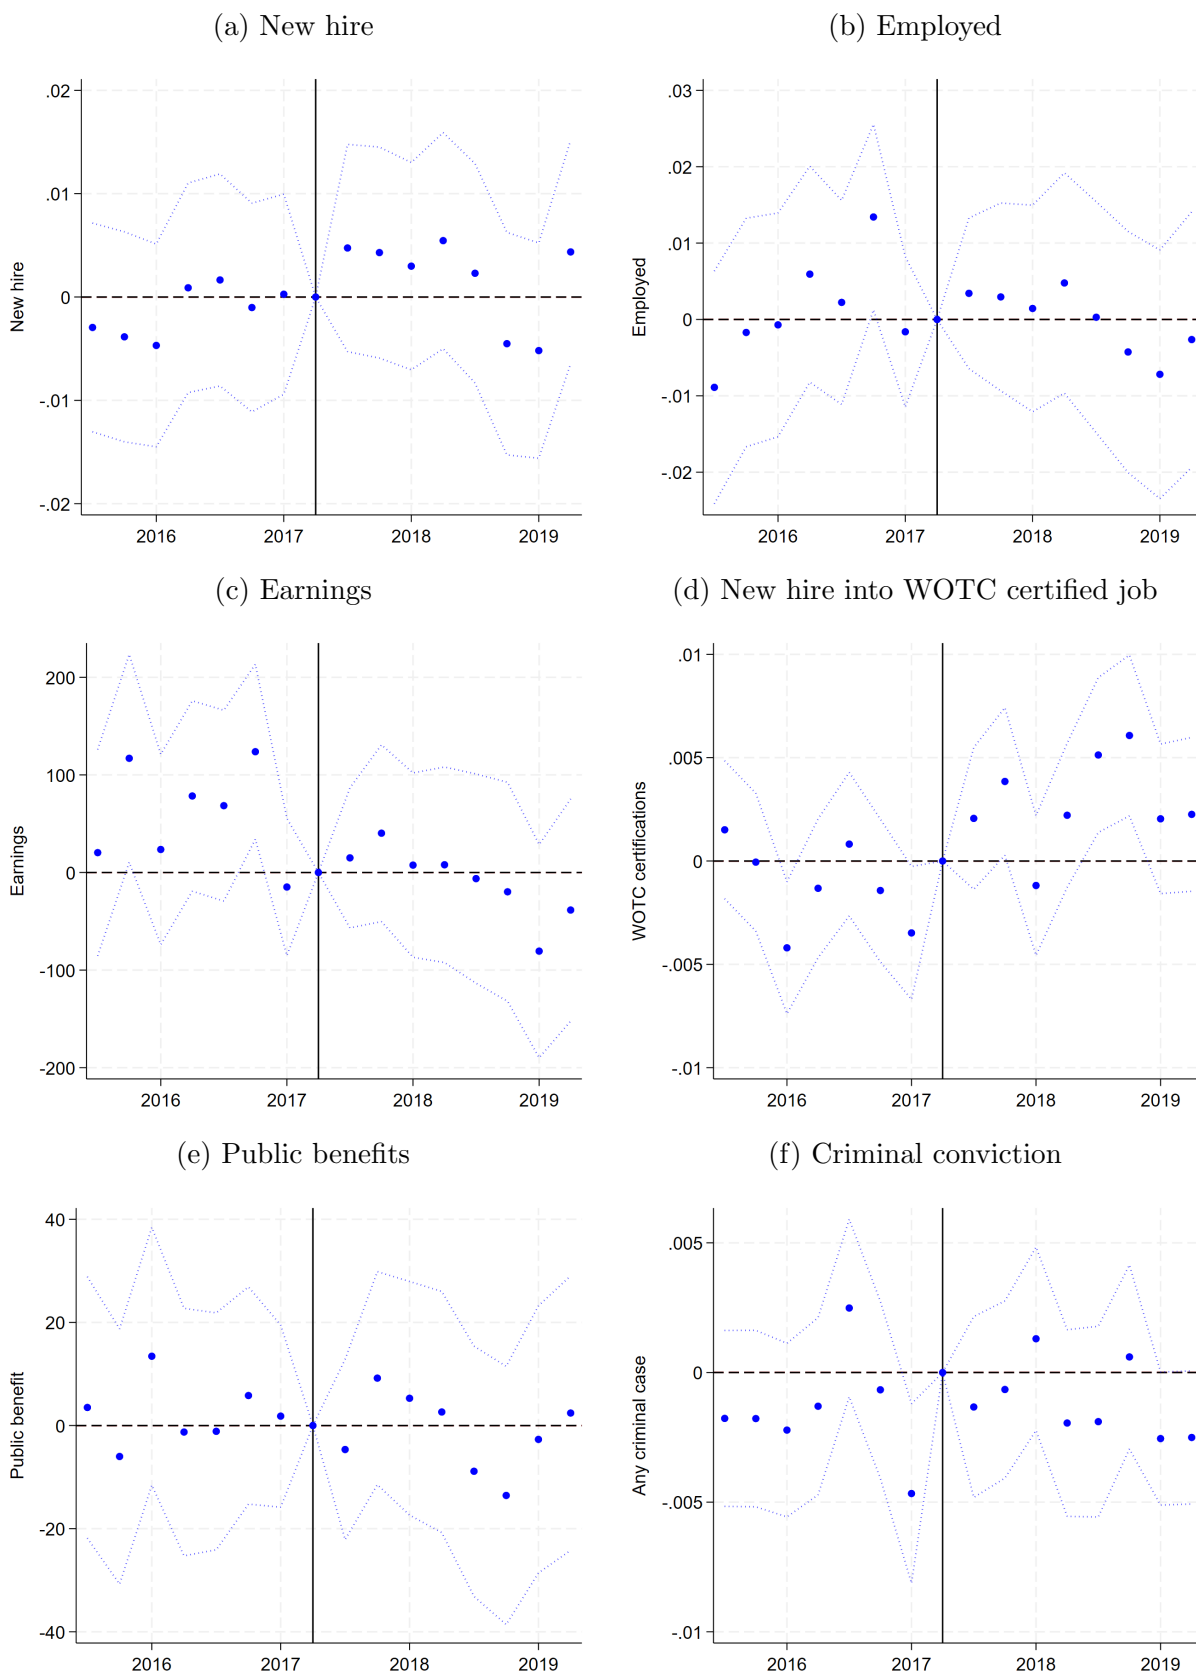 (a) New hire
.02
.01
0
-.01
-.02
New hire
2016 2017 2018 2019
(b) Employed
.03
.02
.01
0
-.01
-.02
Employed
2016 2017 2018 2019
(c) Earnings
200
100
0
-100
-200
Earnings
2016 2017 2018 2019
(d) New hire into WOTC certified job
.01
.005
0
-.005
-.01
WOTC certifications
2016 2017 2018 2019
(e) Public benefits
40
20
0
-20
-40
Public benefit
2016 2017 2018 2019
(f) Criminal conviction
.005
0
-.005
-.01
Any criminal case
2016 2017 2018 2019